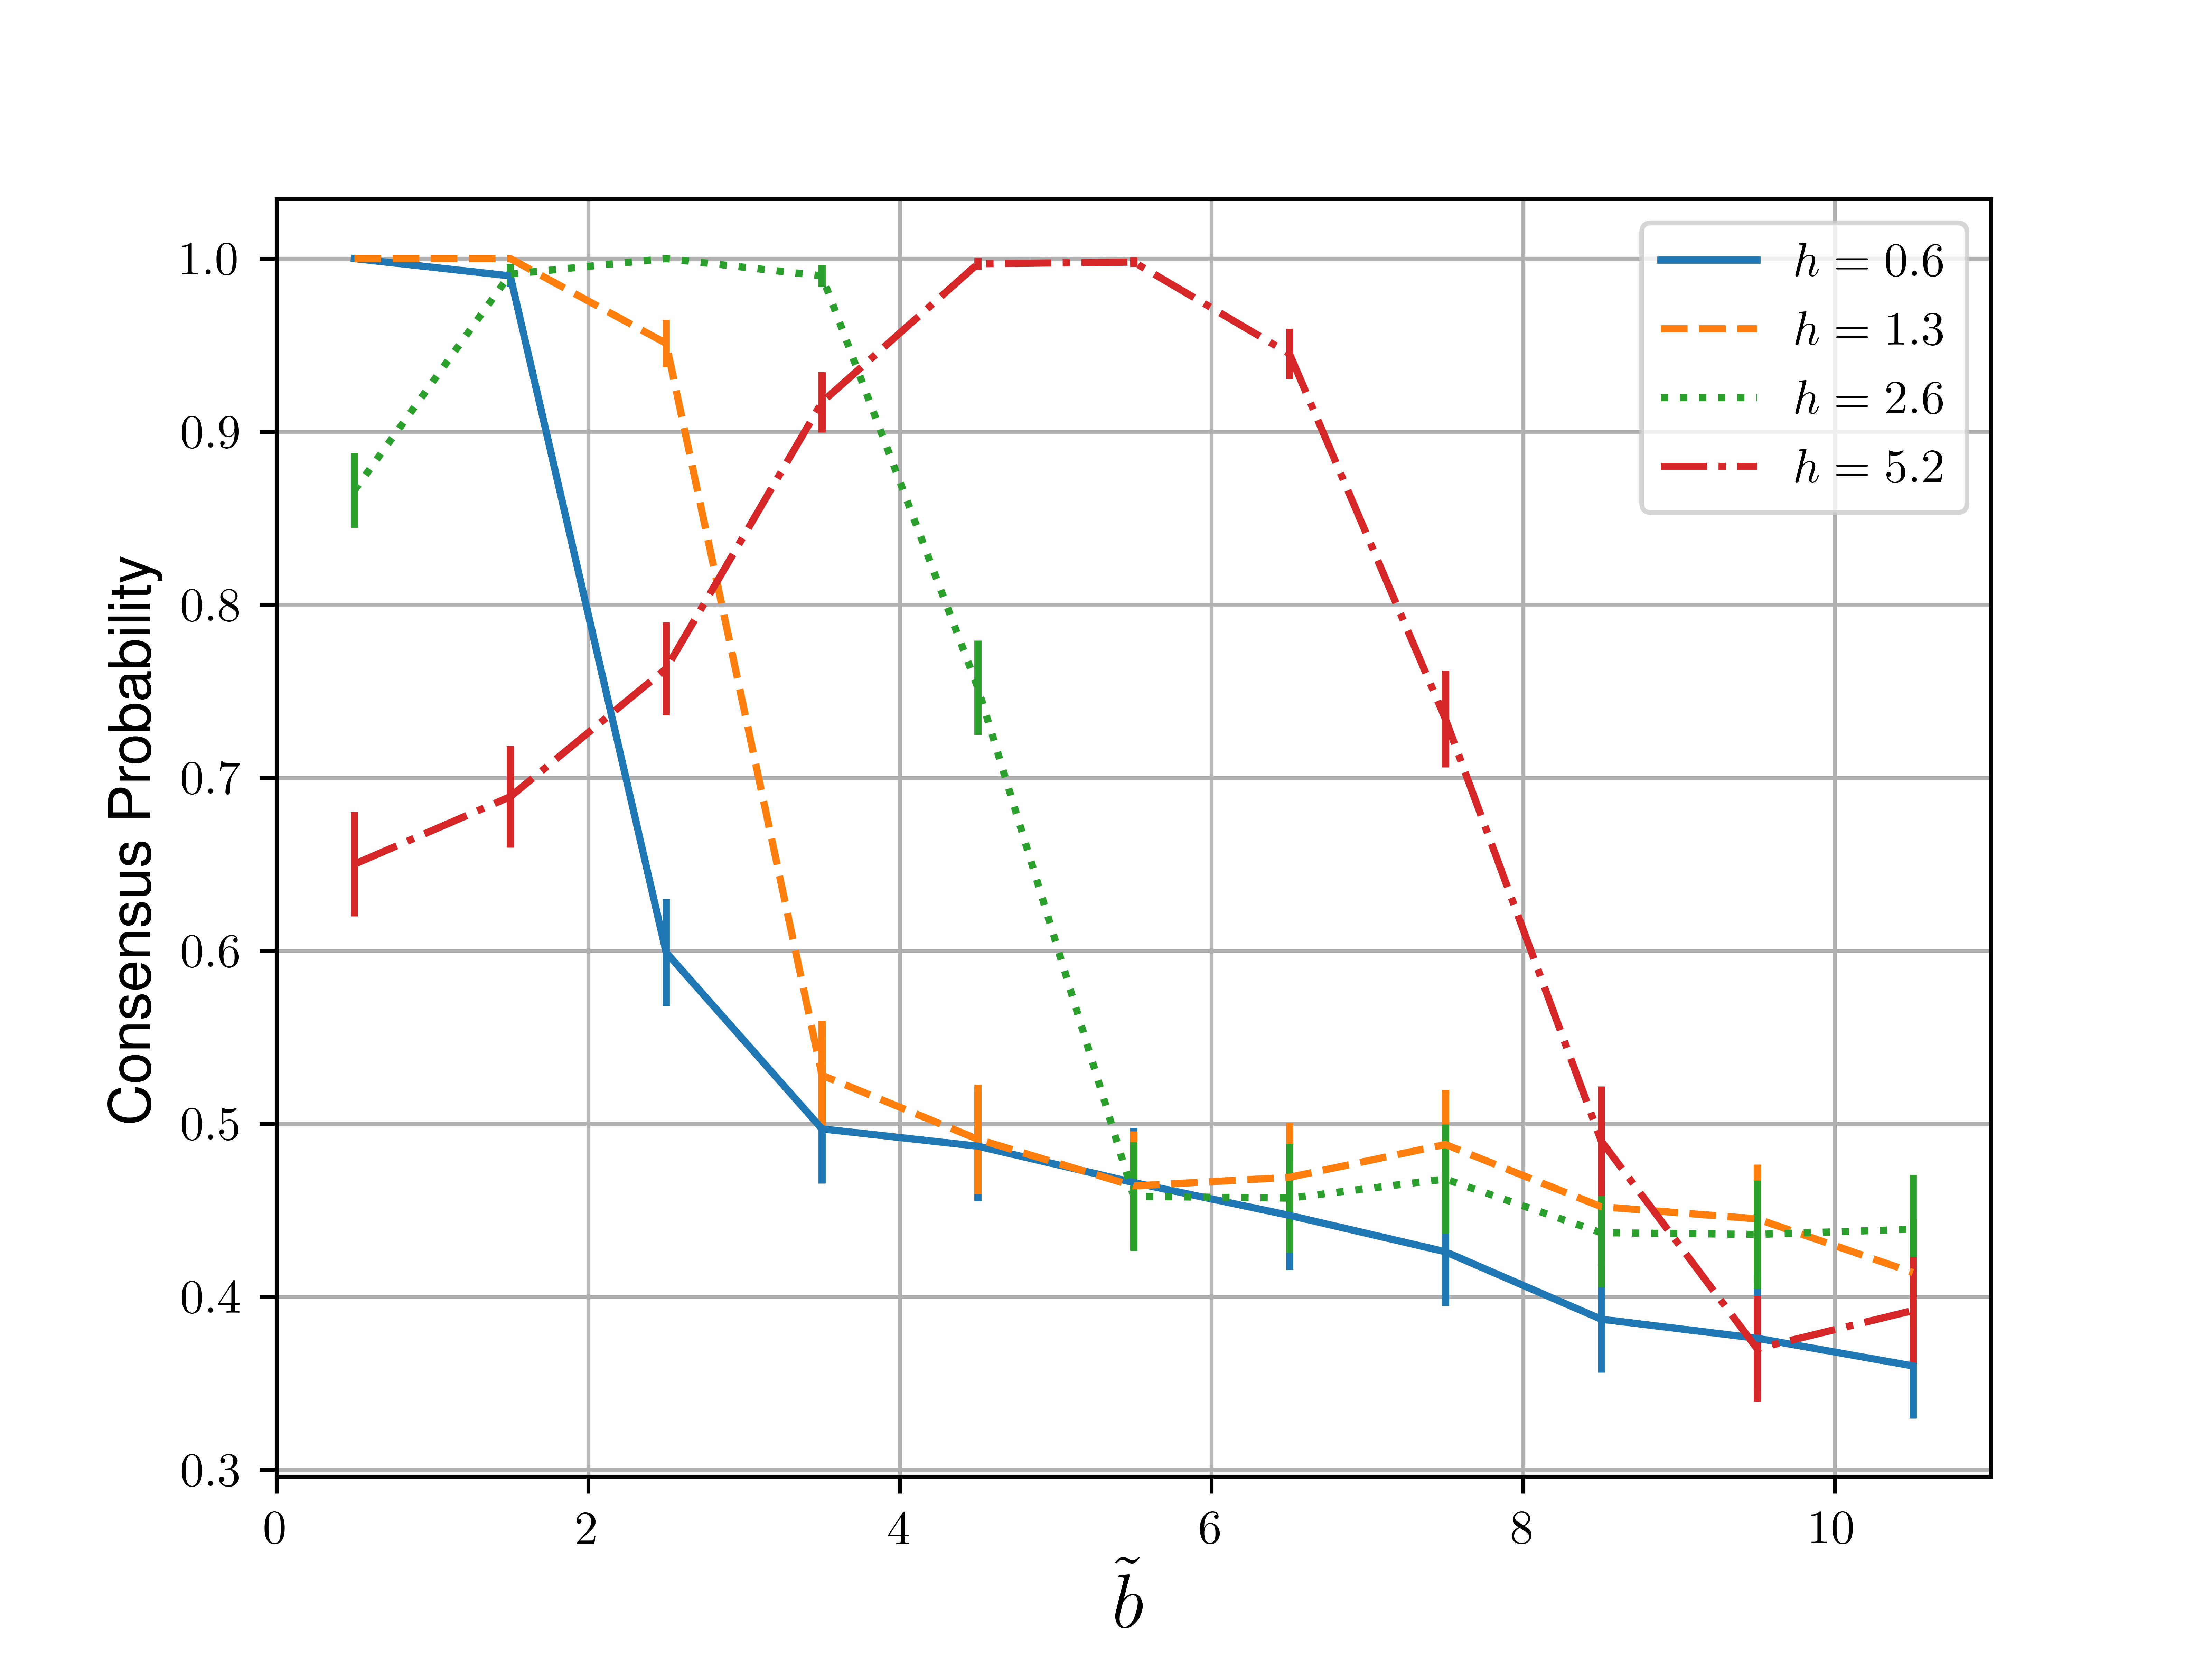 1.0
0.9
0.8
0.7
0.6
0.5
0.4
0.3
Consensus Probability
0 2 4 6 8 10
b̃
h = 0.6
h = 1.3
h = 2.6
h = 5.2